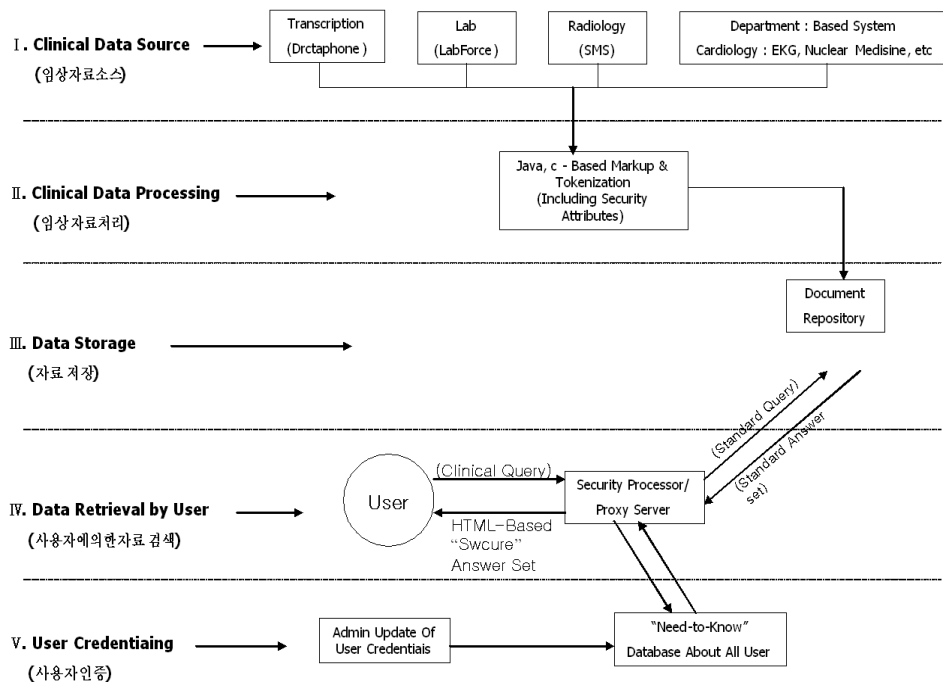 Ⅰ. Clinical Data Source
(임상자료소스)
Transcription
(Drctaphone)
Lab
(LabForce)
Radiology
(SMS)
Department : Based System
Cardiology : EKG, Nuclear Medisine, etc
Ⅱ. Clinical Data Processing
(임상자료처리)
Java, c - Based Markup &
Tokenization
(Including Security
Attributes)
Ⅲ. Data Storage
(자료저장)
Document
Repository
(Standard Query)
(Standard Answer
set)
Ⅳ. Data Retrieval by User
(사용자에의한자료 검색)
User
(Clinical Query)
HTML-Based
“Swcure”
Answer Set
Security Processor/
Proxy Server
Ⅴ. User Credentiaing
(사용자인증)
Admin Update Of
User Credentiais
“Need-to-Know”
Database About All User